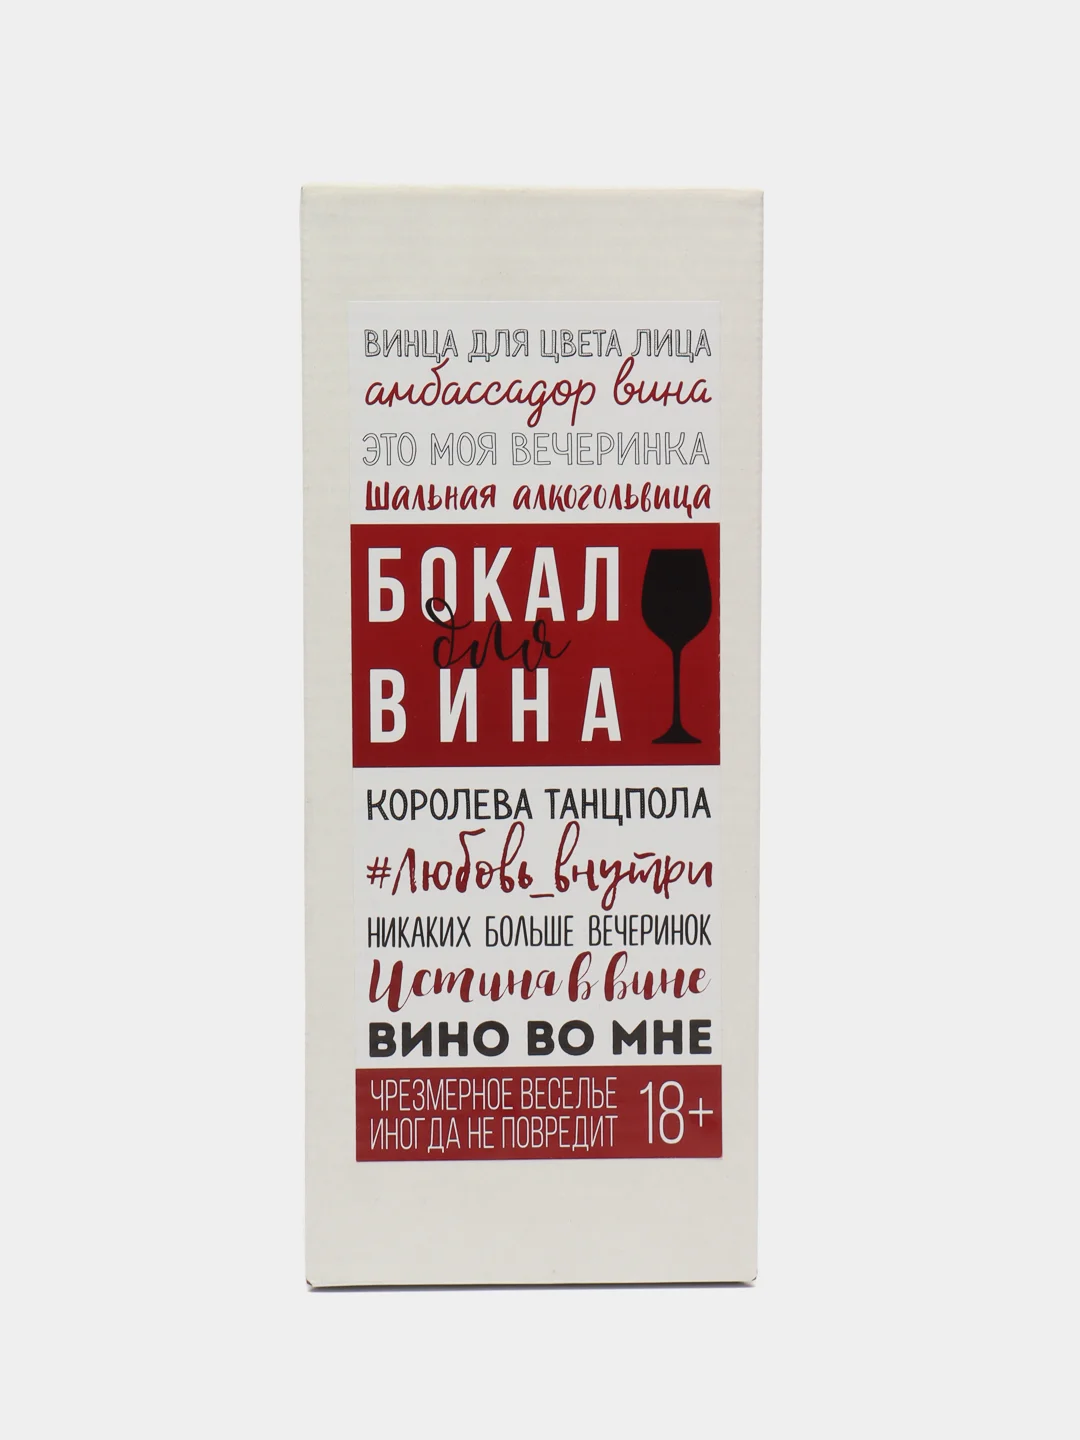 ВИНЦА ДЛЯ ЦВЕТА ЛИЦА
амбассадор вина
ЭТО МОЯ ВЕЧЕРИНКА
Шальная алкогольвица
БОКАЛ
для
ВИНА
КОРОЛЕВА ТАНЦПОЛА
#Любовь_внутри
НИКАКИХ БОЛЬШЕ ВЕЧЕРИНОК
Истина в вине
ВИНО ВО МНЕ
ЧРЕЗМЕРНОЕ ВЕСЕЛЬЕ
ИНОГДА НЕ ПОВРЕДИТ
18+